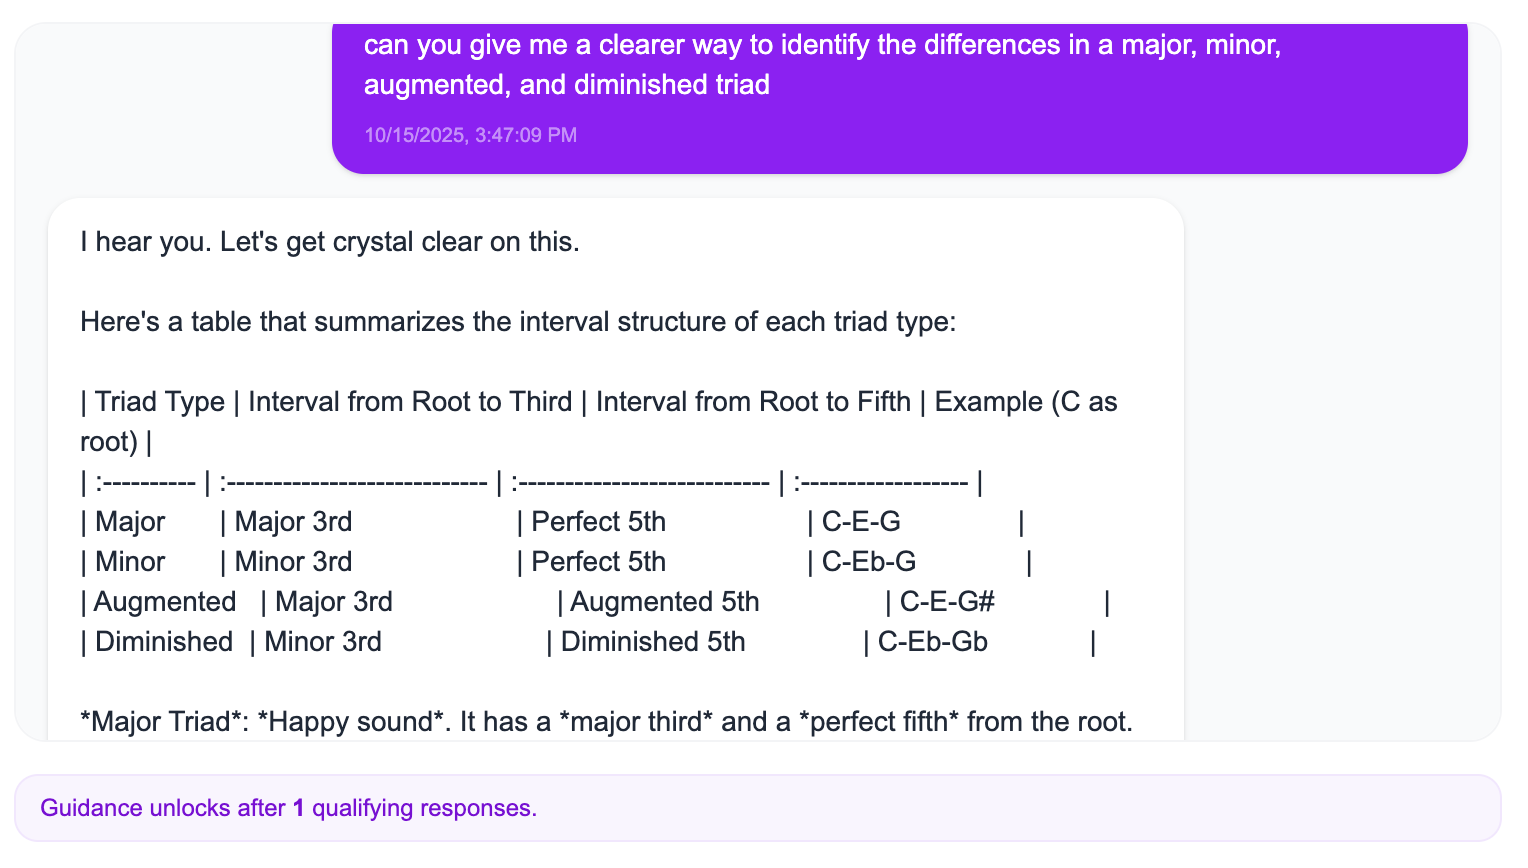 can you give me a clearer way to identify the differences in a major, minor,
augmented, and diminished triad
10/15/2025, 3:47:09 PM
I hear you. Let's get crystal clear on this.
Here's a table that summarizes the interval structure of each triad type:
| Triad Type | Interval from Root to Third | Interval from Root to Fifth | Example (C as
root) |
| :---------- | :---------------------------- | :--------------------------- | :------------------ |
| Major | Major 3rd | Perfect 5th | C-E-G |
| Minor | Minor 3rd | Perfect 5th | C-Eb-G |
| Augmented | Major 3rd | Augmented 5th | C-E-G# |
| Diminished | Minor 3rd | Diminished 5th | C-Eb-Gb |
*Major Triad*: *Happy sound*. It has a *major third* and a *perfect fifth* from the root.
Guidance unlocks after 1 qualifying responses.